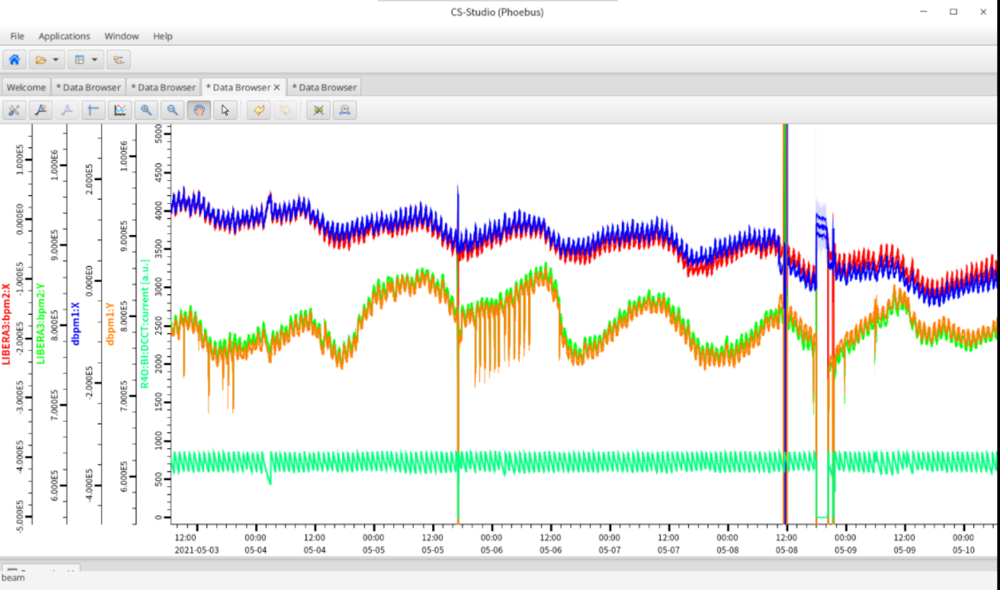 CS-Studio (Phoebus)
File Applications Window Help
Welcome * Data Browser * Data Browser * Data Browser * Data Browser
LIBERA3:bpm2:X
1.000E5
0.000E0
-1.000E5
-2.000E5
-3.000E5
-4.000E5
-5.000E5
LIBERA3:bpm2:Y
1.000E6
9.000E5
8.000E5
7.000E5
6.000E5
dbpm1:X
2.000E5
0.000E0
-2.000E5
-4.000E5
dbpm1:Y
1.000E6
9.000E5
8.000E5
7.000E5
6.000E5
R4O:BI:DCCT:current [a.u.]
5000
4500
4000
3500
3000
2500
2000
1500
1000
500
0
12:00 00:00 12:00 00:00 12:00 00:00 12:00 00:00 12:00 00:00 12:00 00:00 12:00 00:00
2021-05-03 05-04 05-04 05-05 05-05 05-06 05-06 05-07 05-07 05-08 05-08 05-09 05-09 05-10
beam